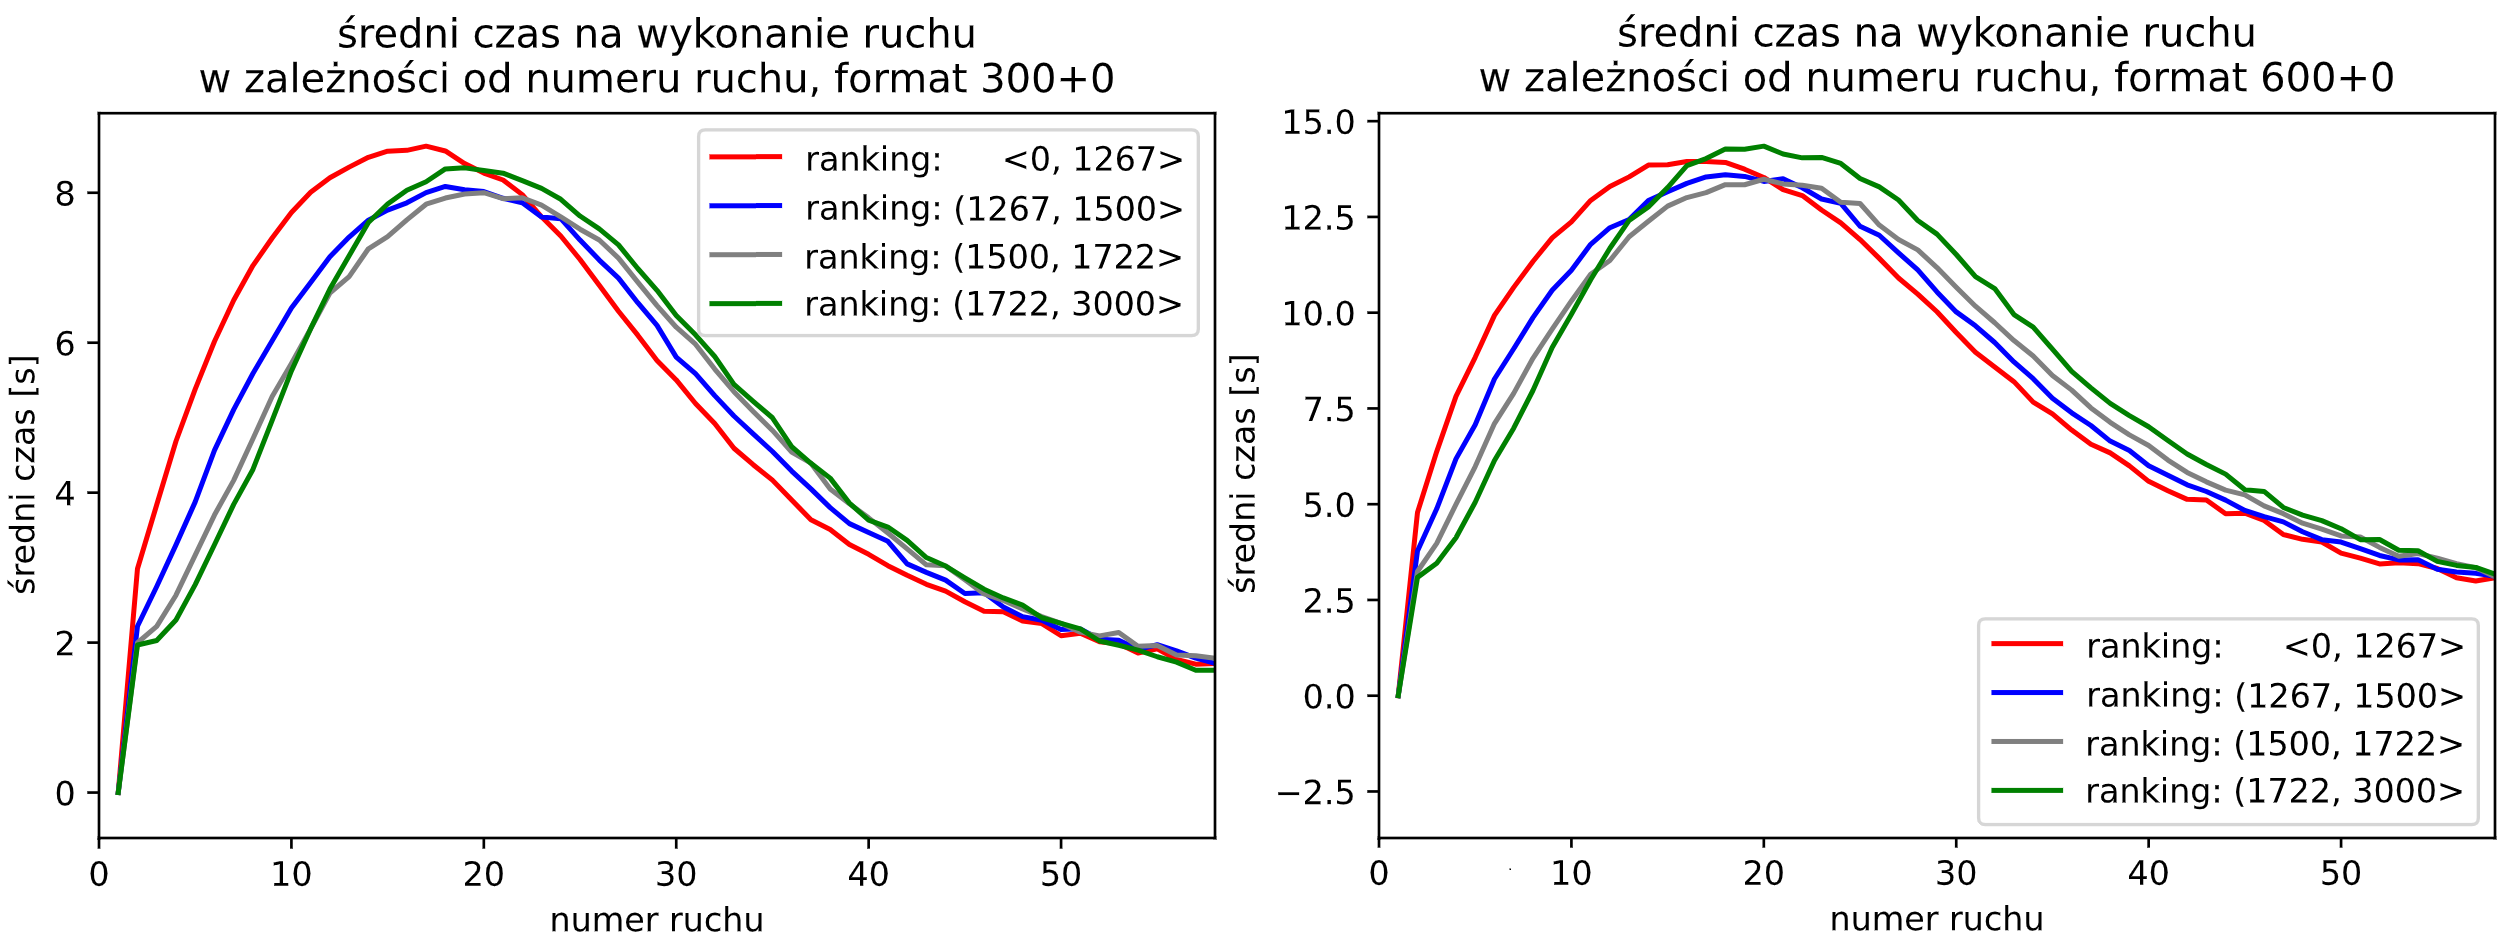 średni czas na wykonanie ruchu
w zależności od numeru ruchu, format 300+0
ranking: <0, 1267>
ranking: (1267, 1500>
ranking: (1500, 1722>
ranking: (1722, 3000>
8
6
4
2
0
średni czas [s]
0 10 20 30 40 50
numer ruchu
średni czas na wykonanie ruchu
w zależności od numeru ruchu, format 600+0
15.0
12.5
10.0
7.5
5.0
2.5
0.0
−2.5
średni czas [s]
ranking: <0, 1267>
ranking: (1267, 1500>
ranking: (1500, 1722>
ranking: (1722, 3000>
0 10 20 30 40 50
numer ruchu